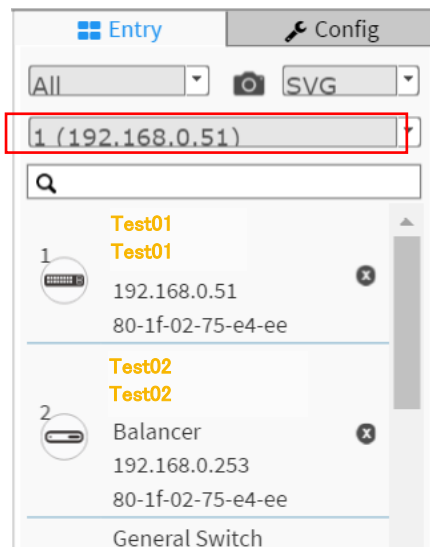 Entry
Config
All
SVG
1 (192.168.0.51)
1
Test01
Test01
192.168.0.51
80-1f-02-75-e4-ee
2
Test02
Test02
Balancer
192.168.0.253
80-1f-02-75-e4-ee
General Switch